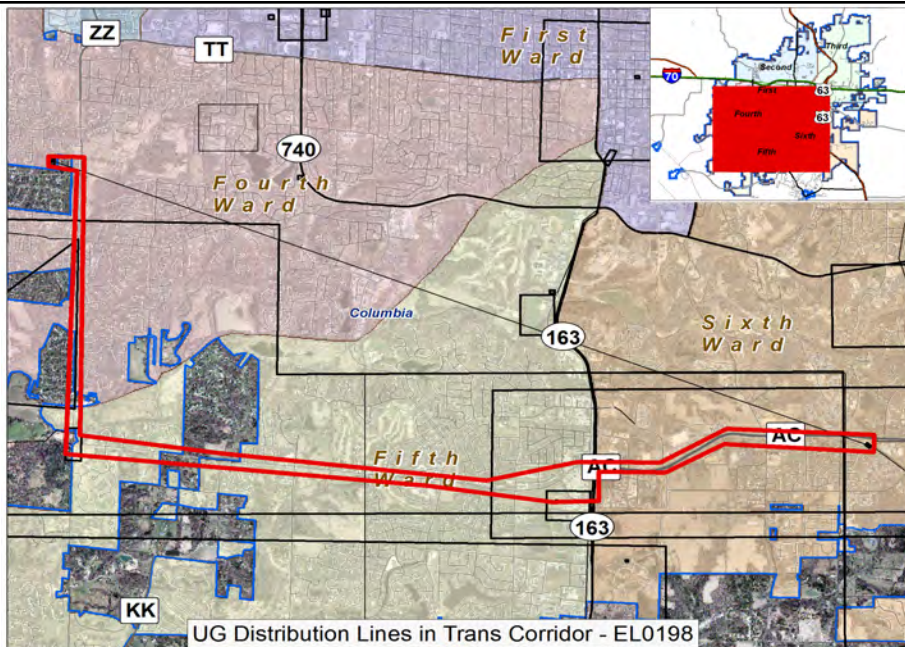 ZZ
TT
First
Ward
740
Fourth
Ward
Columbia
163
Sixth
Ward
AC
AC
Fifth
Ward
163
KK
UG Distribution Lines in Trans Corridor - EL0198
Third
Second
70
First
63
63
Fourth
Sixth
Fifth